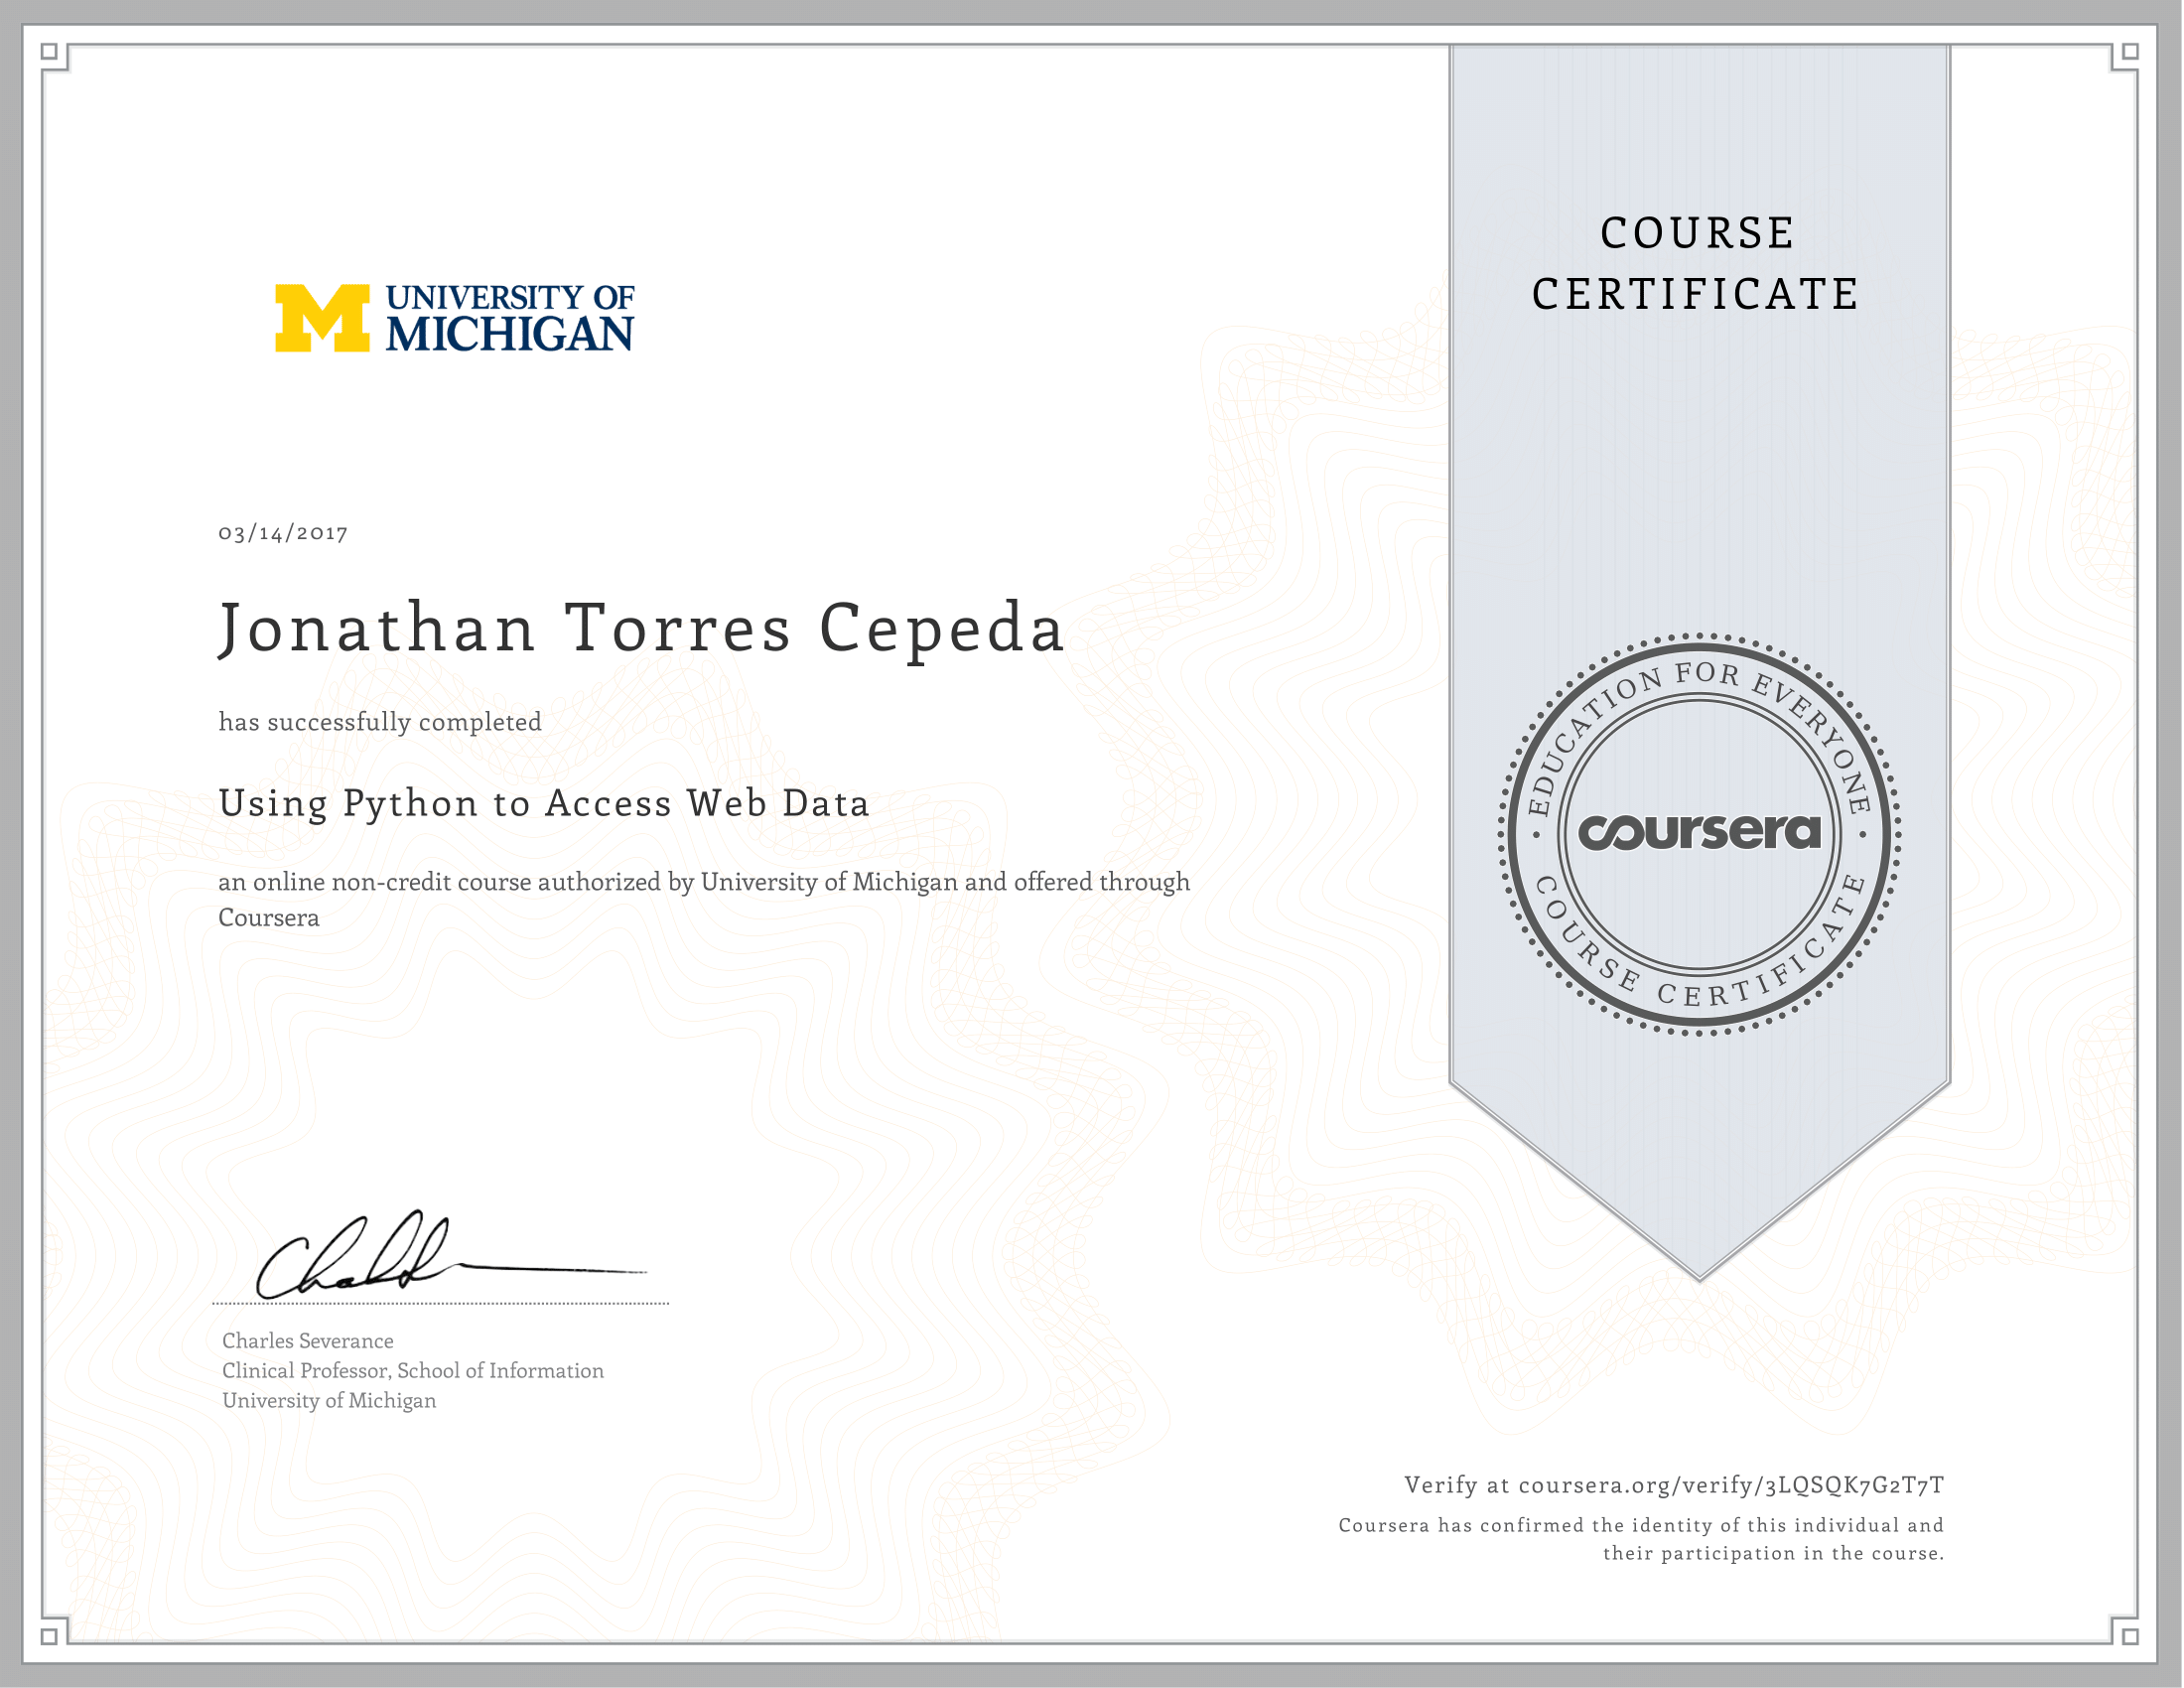 COURSE
CERTIFICATE
UNIVERSITY OF
MICHIGAN
03/14/2017
Jonathan Torres Cepeda
has successfully completed
Using Python to Access Web Data
an online non-credit course authorized by University of Michigan and offered through
Coursera
EDUCATION FOR EVERYONE
coursera
COURSE CERTIFICATE
Charles Severance
Clinical Professor, School of Information
University of Michigan
Verify at coursera.org/verify/3LQSQK7G2T7T
Coursera has confirmed the identity of this individual and
their participation in the course.